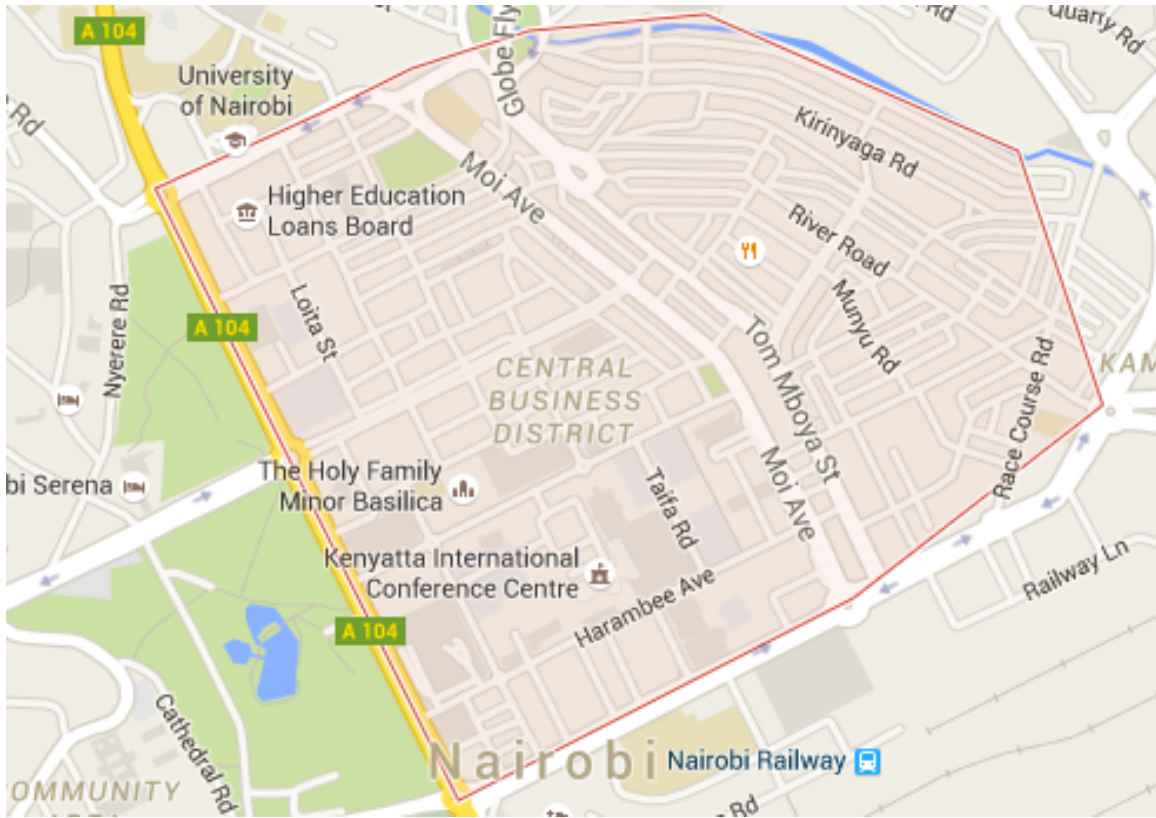 A 104
Globe Fly
Rd
Quarry Rd
University
of Nairobi
Rd
Kirinyaga Rd
Moi Ave
Higher Education
Loans Board
River Road
Loita St
Munyu Rd
A 104
Nyerere Rd
Tom Mboya St
CENTRAL
BUSINESS
DISTRICT
Race Course Rd
KAM
The Holy Family
Minor Basilica
bi Serena
Taifa Rd
Moi Ave
Kenyatta International
Conference Centre
Harambee Ave
Railway Ln
A 104
Cathedral Rd
Nairobi
Nairobi Railway
OMMUNITY
Rd